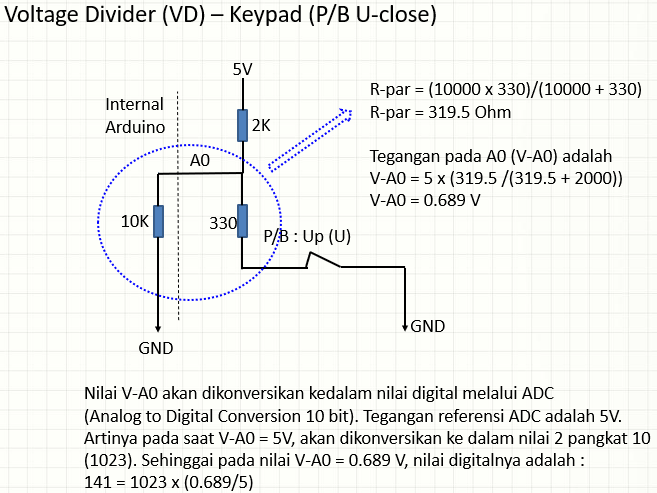 Voltage Divider (VD) – Keypad (P/B U-close)
5V
Internal
Arduino
2K
A0
10K
330
P/B : Up (U)
GND
GND
R-par = (10000 x 330)/(10000 + 330)
R-par = 319.5 Ohm
Tegangan pada A0 (V-A0) adalah
V-A0 = 5 x (319.5 /(319.5 + 2000))
V-A0 = 0.689 V
Nilai V-A0 akan dikonversikan kedalam nilai digital melalui ADC
(Analog to Digital Conversion 10 bit). Tegangan referensi ADC adalah 5V.
Artinya pada saat V-A0 = 5V, akan dikonversikan ke dalam nilai 2 pangkat 10
(1023). Sehinggai pada nilai V-A0 = 0.689 V, nilai digitalnya adalah :
141 = 1023 x (0.689/5)